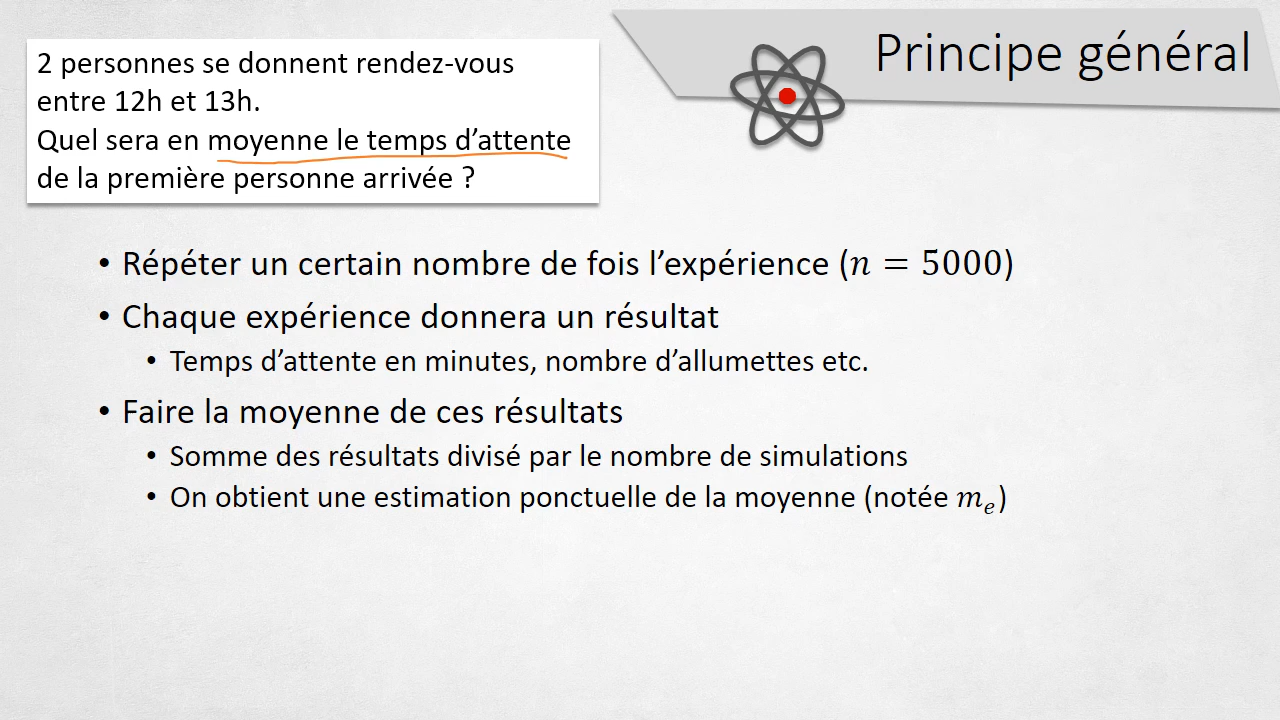 Principe général
2 personnes se donnent rendez-vous
entre 12h et 13h.
Quel sera en moyenne le temps d’attente
de la première personne arrivée ?
• Répéter un certain nombre de fois l’expérience (n = 5000)
• Chaque expérience donnera un résultat
• Temps d’attente en minutes, nombre d’allumettes etc.
• Faire la moyenne de ces résultats
• Somme des résultats divisé par le nombre de simulations
• On obtient une estimation ponctuelle de la moyenne (notée mₑ)